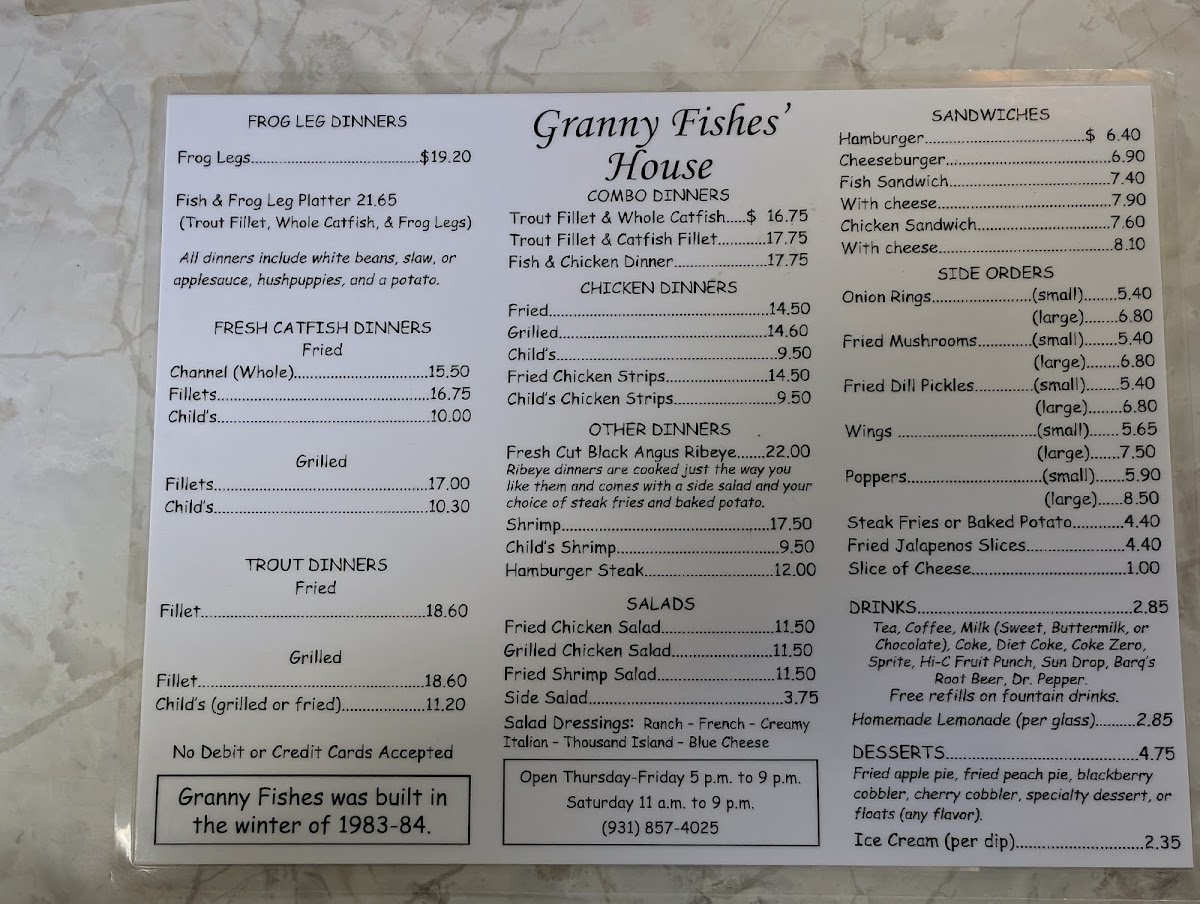 FROG LEG DINNERS
Frog Legs.....$19.20
Fish & Frog Leg Platter 21.65
(Trout Fillet, Whole Catfish, & Frog Legs)
All dinners include white beans, slaw, or
applesauce, hushpuppies, and a potato.
FRESH CATFISH DINNERS
Fried
Channel (Whole).....15.50
Fillets.....16.75
Child's.....10.00
Grilled
Fillets.....17.00
Child's.....10.30
TROUT DINNERS
Fried
Fillet.....18.60
Grilled
Fillet.....18.60
Child's (grilled or fried).....11.20
No Debit or Credit Cards Accepted
Granny Fishes was built in
the winter of 1983-84.
Granny Fishes'
House
COMBO DINNERS
Trout Fillet & Whole Catfish.....$ 16.75
Trout Fillet & Catfish Fillet.....17.75
Fish & Chicken Dinner.....17.75
CHICKEN DINNERS
Fried.....14.50
Grilled.....14.60
Child's.....9.50
Fried Chicken Strips.....14.50
Child's Chicken Strips.....9.50
OTHER DINNERS
Fresh Cut Black Angus Ribeye......22.00
Ribeye dinners are cooked just the way you
like them and comes with a side salad and your
choice of steak fries and baked potato.
Shrimp.....17.50
Child's Shrimp.....9.50
Hamburger Steak.....12.00
SALADS
Fried Chicken Salad.....11.50
Grilled Chicken Salad.....11.50
Fried Shrimp Salad.....11.50
Side Salad.....3.75
Salad Dressings: Ranch - French - Creamy
Italian - Thousand Island - Blue Cheese
Open Thursday-Friday 5 p.m. to 9 p.m.
Saturday 11 a.m. to 9 p.m.
(931) 857-4025
SANDWICHES
Hamburger.....$ 6.40
Cheeseburger.....6.90
Fish Sandwich.....7.40
With cheese.....7.90
Chicken Sandwich.....7.60
With cheese.....8.10
SIDE ORDERS
Onion Rings.....(small).....5.40
(large).....6.80
Fried Mushrooms.....(small).....5.40
(large).....6.80
Fried Dill Pickles.....(small).....5.40
(large).....6.80
Wings .....(small).....5.65
(large).....7.50
Poppers.....(small).....5.90
(large).....8.50
Steak Fries or Baked Potato.....4.40
Fried Jalapenos Slices.....4.40
Slice of Cheese.....1.00
DRINKS.....2.85
Tea, Coffee, Milk (Sweet, Buttermilk, or
Chocolate), Coke, Diet Coke, Coke Zero,
Sprite, Hi-C Fruit Punch, Sun Drop, Barq's
Root Beer, Dr. Pepper.
Free refills on fountain drinks.
Homemade Lemonade (per glass).....2.85
DESSERTS.....4.75
Fried apple pie, fried peach pie, blackberry
cobbler, cherry cobbler, specialty dessert, or
floats (any flavor).
Ice Cream (per dip).....2.35